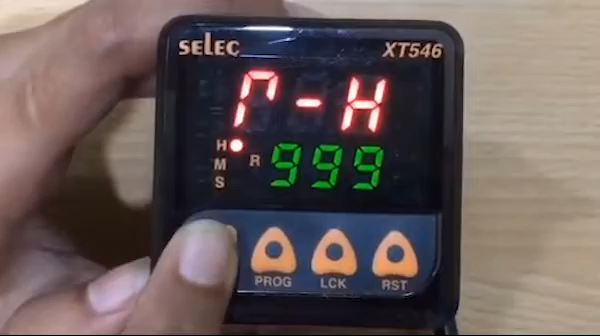 selec XT546
Γ-H
H
M
S
R 999
PROG LCK RST